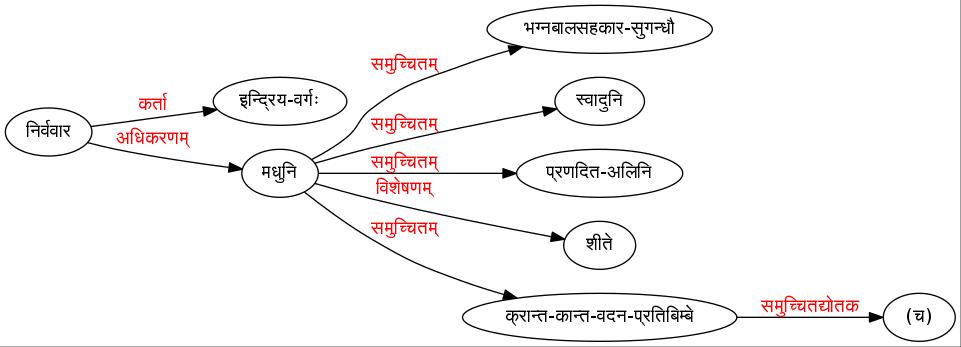 भग्नबालसहकार-सुगन्धौ
समुच्चितम्
इन्द्रिय-वर्गः
स्वादुनि
कर्ता
समुच्चितम्
निर्ववार
अधिकरणम्
समुच्चितम्
मधुनि
प्रणदित-अलिनि
विशेषणम्
समुच्चितम्
शीते
समुच्चितद्योतक
क्रान्त-कान्त-वदन-प्रतिबिम्बे
(च)